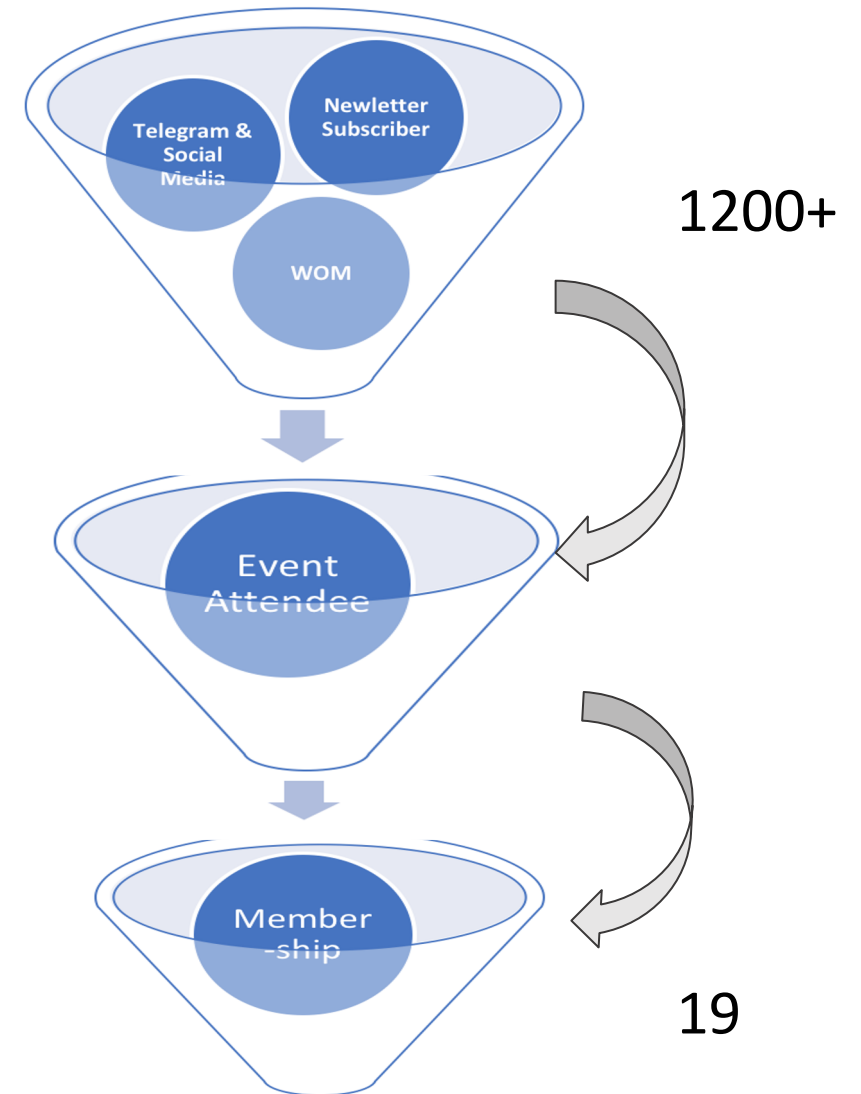 Telegram &
Social
Media
Newletter
Subscriber
WOM
1200+
Event
Attendee
Member
-ship
19